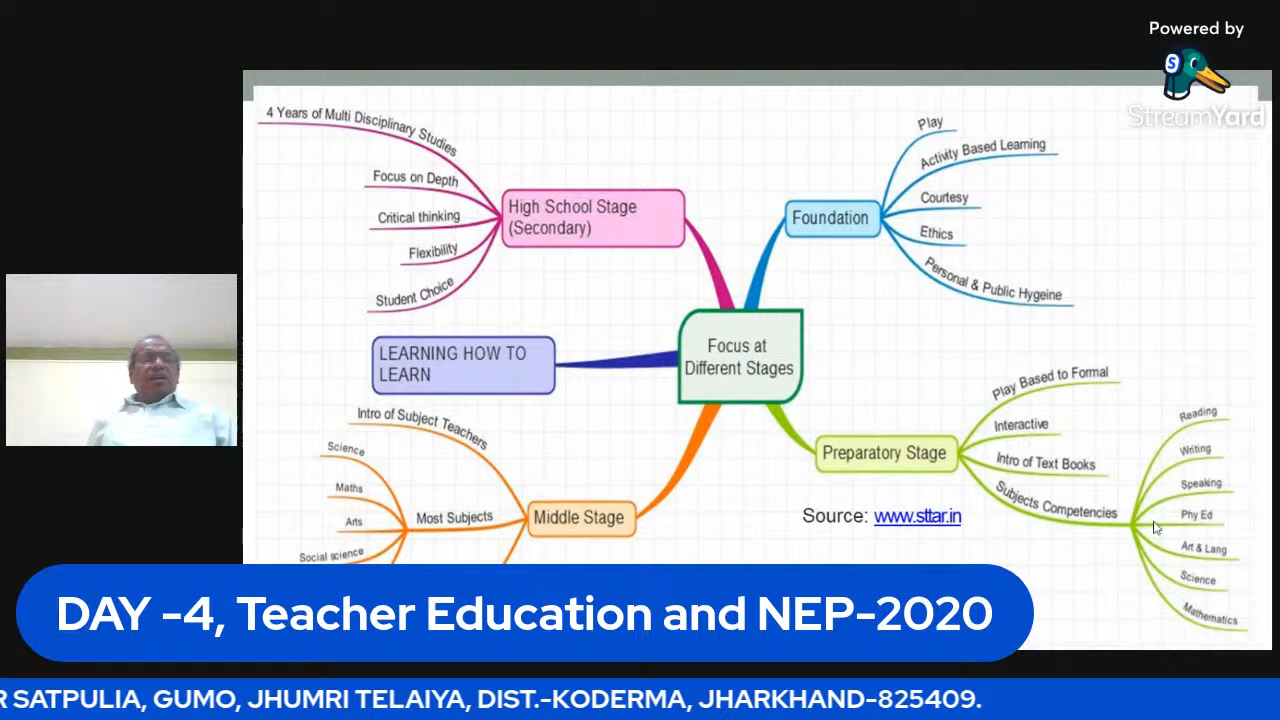 Powered by
S
StreamYard
4 Years of Multi Disciplinary Studies
Focus on Depth
Critical thinking
Flexibility
Student Choice
High School Stage
(Secondary)
Play
Activity Based Learning
Courtesy
Ethics
Personal & Public Hygeine
Foundation
LEARNING HOW TO
LEARN
Focus at
Different Stages
Intro of Subject Teachers
Science
Maths
Arts
Social science
Most Subjects
Middle Stage
Play Based to Formal
Interactive
Intro of Text Books
Subjects Competencies
Preparatory Stage
Reading
Writing
Speaking
Phy Ed
Art & Lang
Science
Mathematics
Source: www.sttar.in
DAY -4, Teacher Education and NEP-2020
R SATPULIA, GUMO, JHUMRI TELAIYA, DIST.-KODERMA, JHARKHAND-825409.